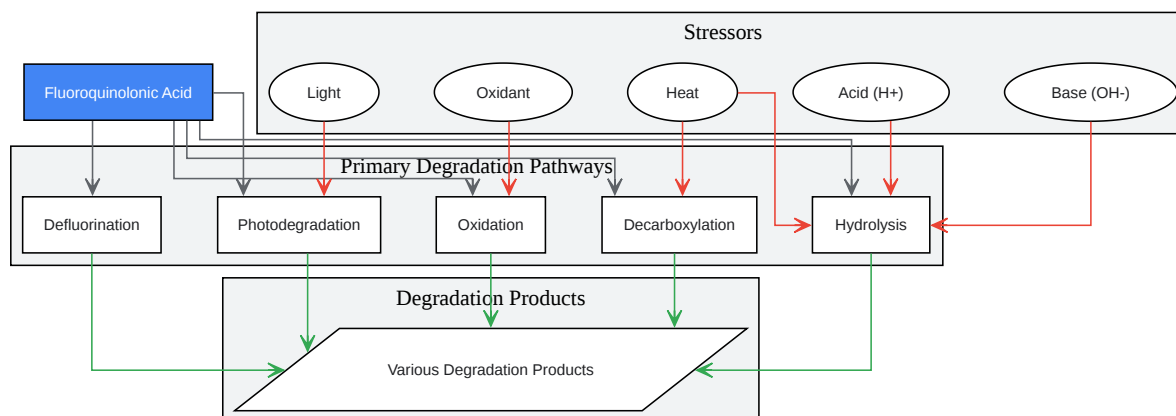 Stressors
Fluoroquinolonic Acid
Light
Oxidant
Heat
Acid (H+)
Base (OH-)
Primary Degradation Pathways
Defluorination
Photodegradation
Oxidation
Decarboxylation
Hydrolysis
Degradation Products
Various Degradation Products